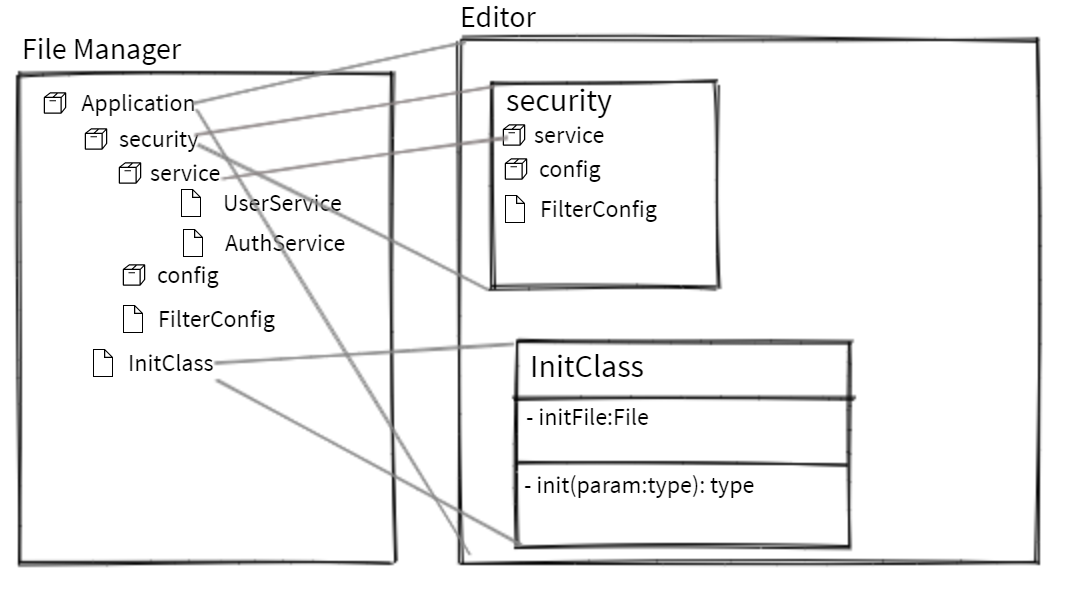 File Manager
Application
security
service
UserService
AuthService
config
FilterConfig
InitClass
Editor
security
service
config
FilterConfig
InitClass
- initFile:File
- init(param:type): type